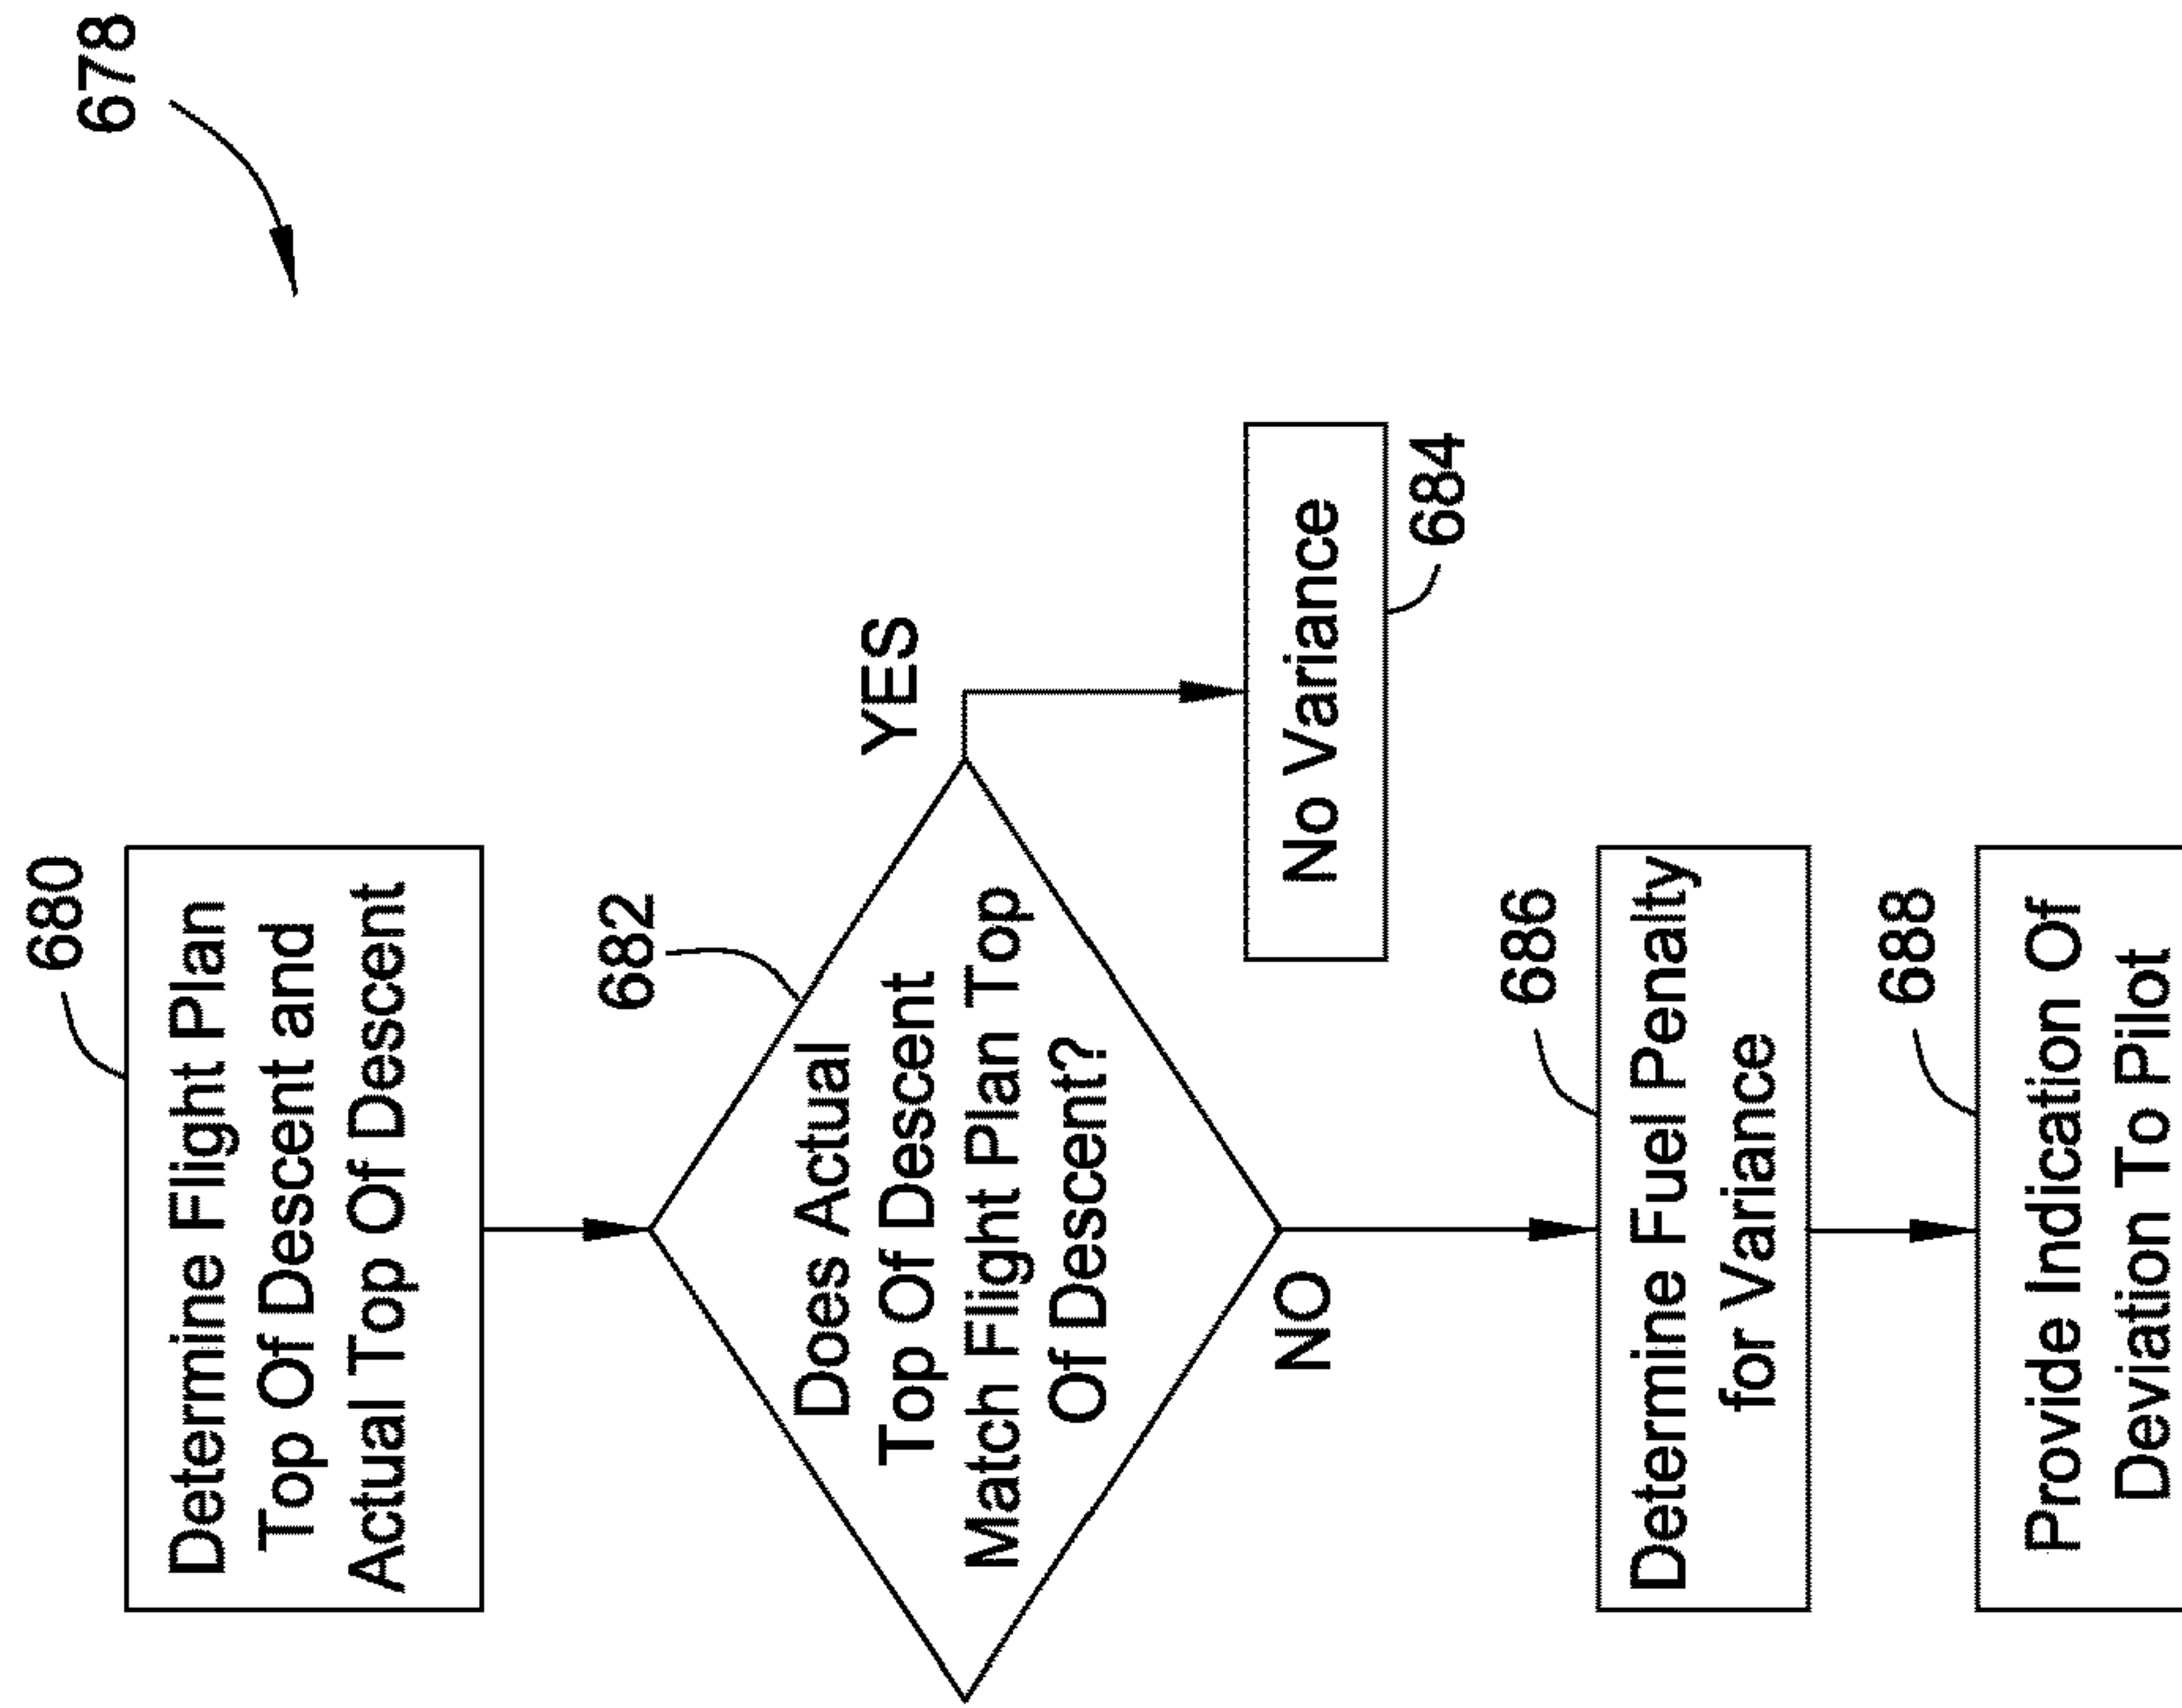 678
680
Determine Flight Plan
Top Of Descent and
Actual Top Of Descent
682
Does Actual
Top Of Descent
Match Flight Plan Top
Of Descent?
YES
No Variance
684
NO
686
Determine Fuel Penalty
for Variance
688
Provide Indication Of
Deviation To Pilot